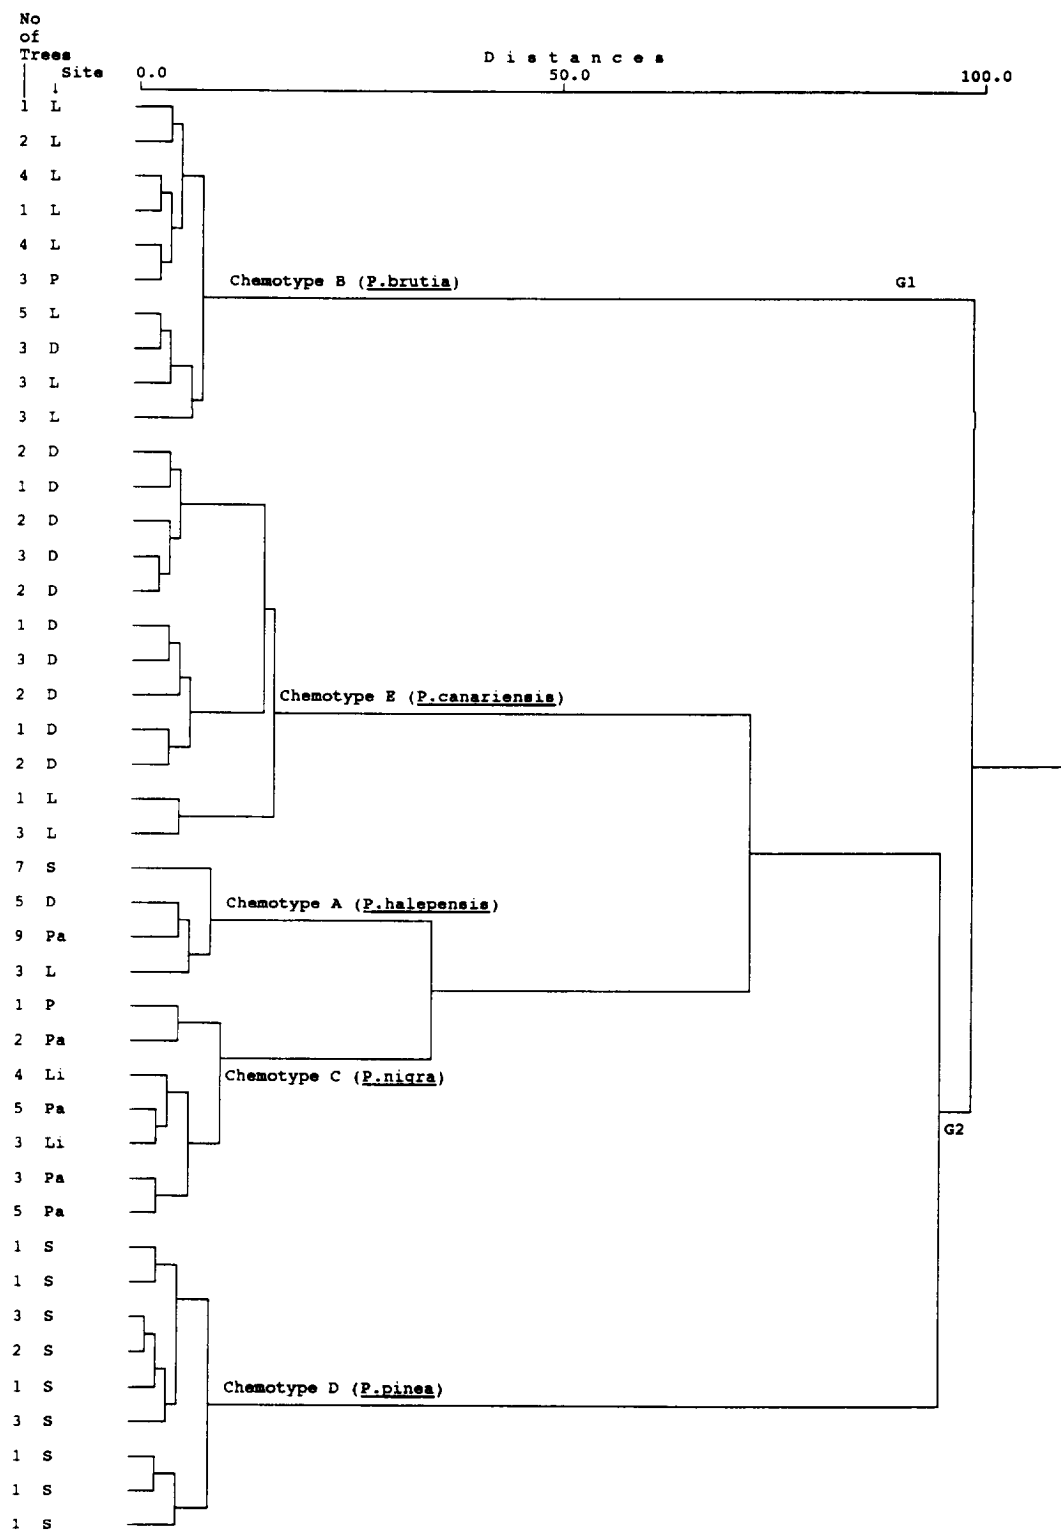 No
of
Trees
Site
D i s t a n c e s
0.0 50.0 100.0
1 L
2 L
4 L
1 L
4 L
3 P
Chemotype B (P.brutia) G1
5 L
3 D
3 L
3 L
2 D
1 D
2 D
3 D
2 D
1 D
3 D
2 D
Chemotype E (P.canariensis)
1 D
2 D
1 L
3 L
7 S
5 D
Chemotype A (P.halepensis)
9 Pa
3 L
1 P
2 Pa
4 Li
Chemotype C (P.nigra)
5 Pa
3 Li
G2
3 Pa
5 Pa
1 S
1 S
3 S
2 S
1 S
Chemotype D (P.pinea)
3 S
1 S
1 S
1 S